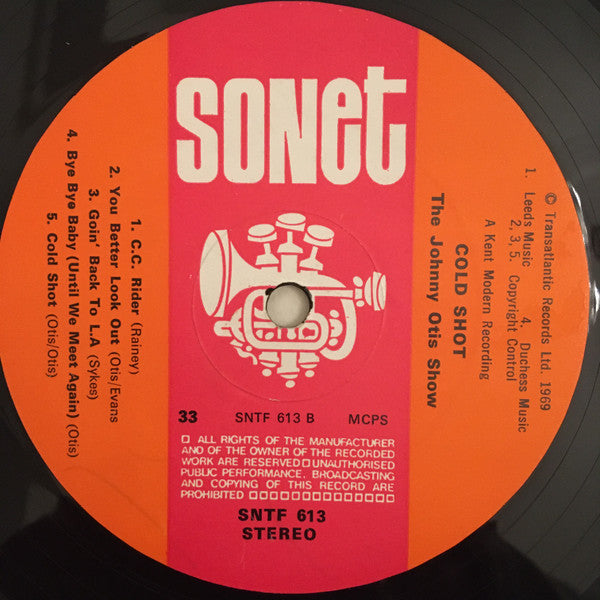 SONet
COLD SHOT
The Johnny Otis Show
A Kent Modern Recording
1. Leeds Music
4. Duchess Music
2, 3, 5. Copyright Control
© Transatlantic Records Ltd. 1969
1. C.C. Rider (Rainey)
2. You Better Look Out (Otis/Evans
3. Goin' Back To L.A (Sykes)
4. Bye Bye Baby (Until We Meet Again) (Otis)
5. Cold Shot (Otis/Otis)
33 SNTF 613 B MCPS
□ ALL RIGHTS OF THE MANUFACTURER
AND OF THE OWNER OF THE RECORDED
WORK ARE RESERVED □ UNAUTHORISED
PUBLIC PERFORMANCE, BROADCASTING
AND COPYING OF THIS RECORD ARE
PROHIBITED □□□□□□□□□□□□□□
SNTF 613
STEREO